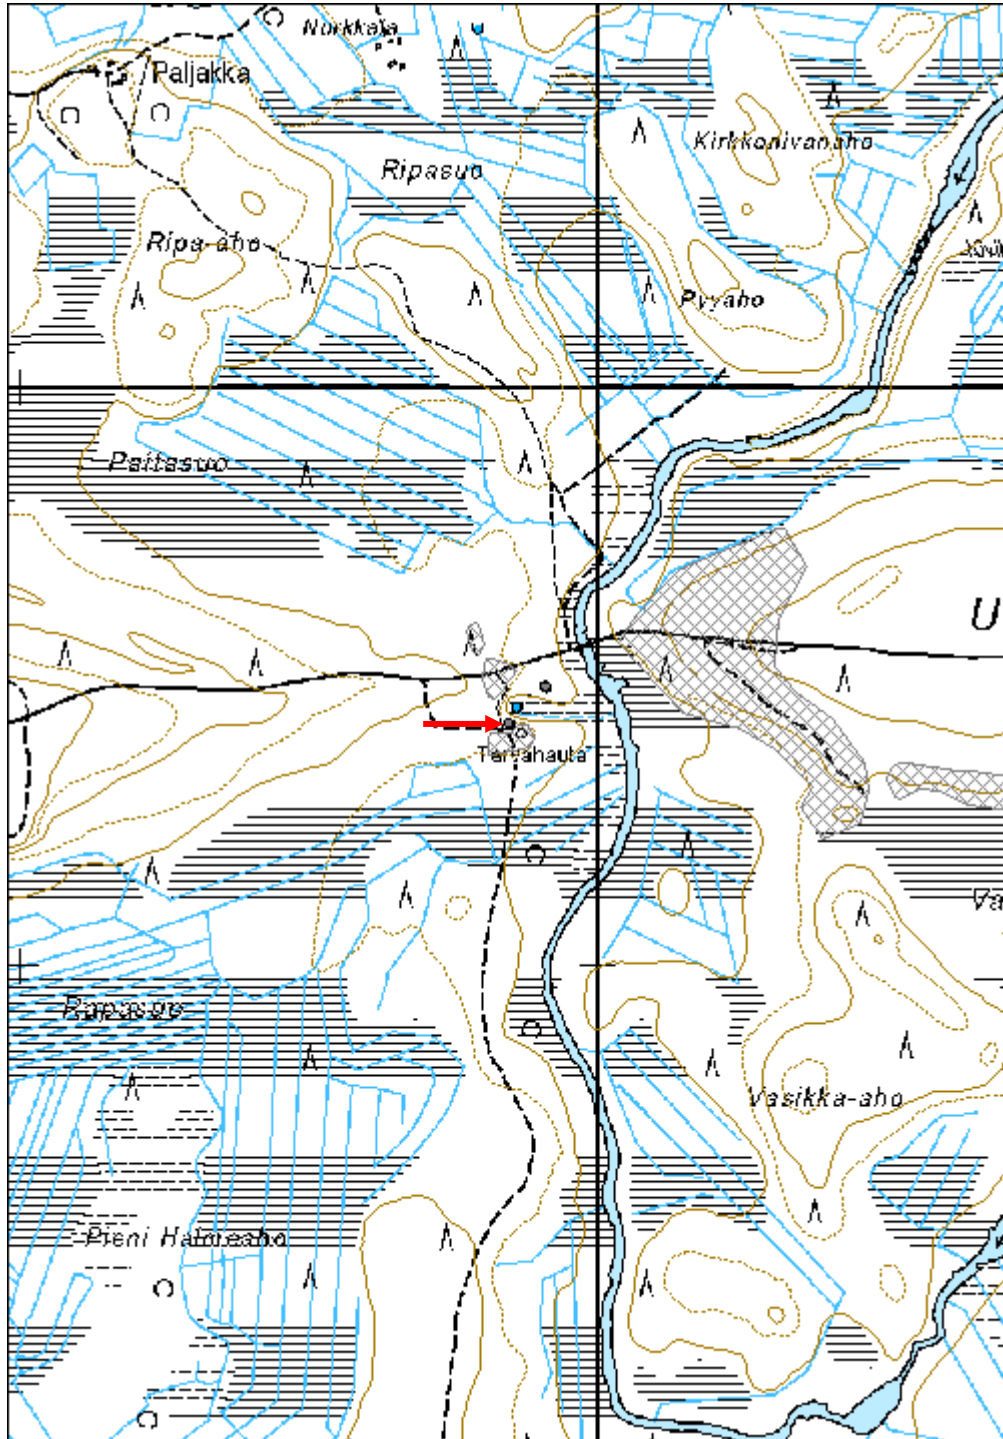 Nurkkala
Paljakka
Kirkkonivanaho
Ripasuo
Ripa-aho
Pyyaho
Paitasuo
U
Tervahauta
Va
Rapasuo
Vasikka-aho
Pieni Halmeaho